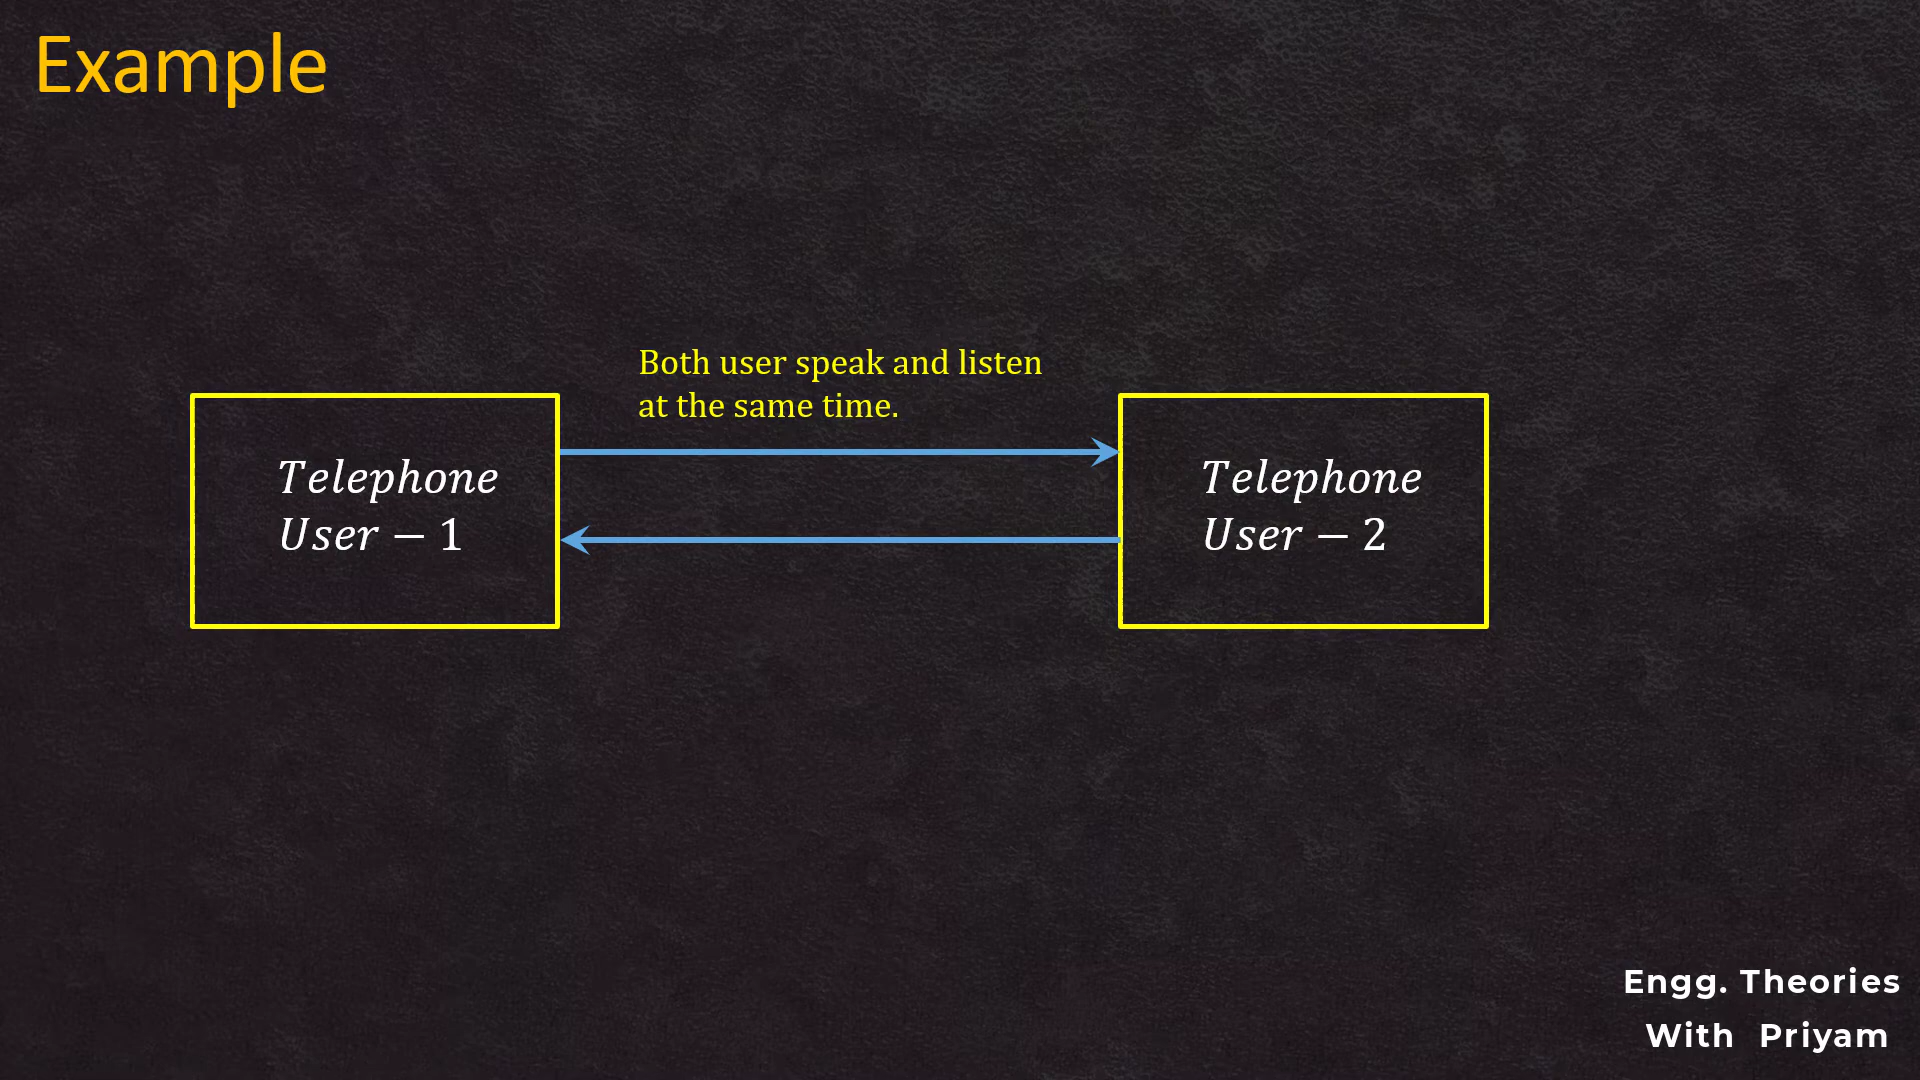 Example
Both user speak and listen
at the same time.
Telephone
User − 1
Telephone
User − 2
Engg. Theories
With Priyam